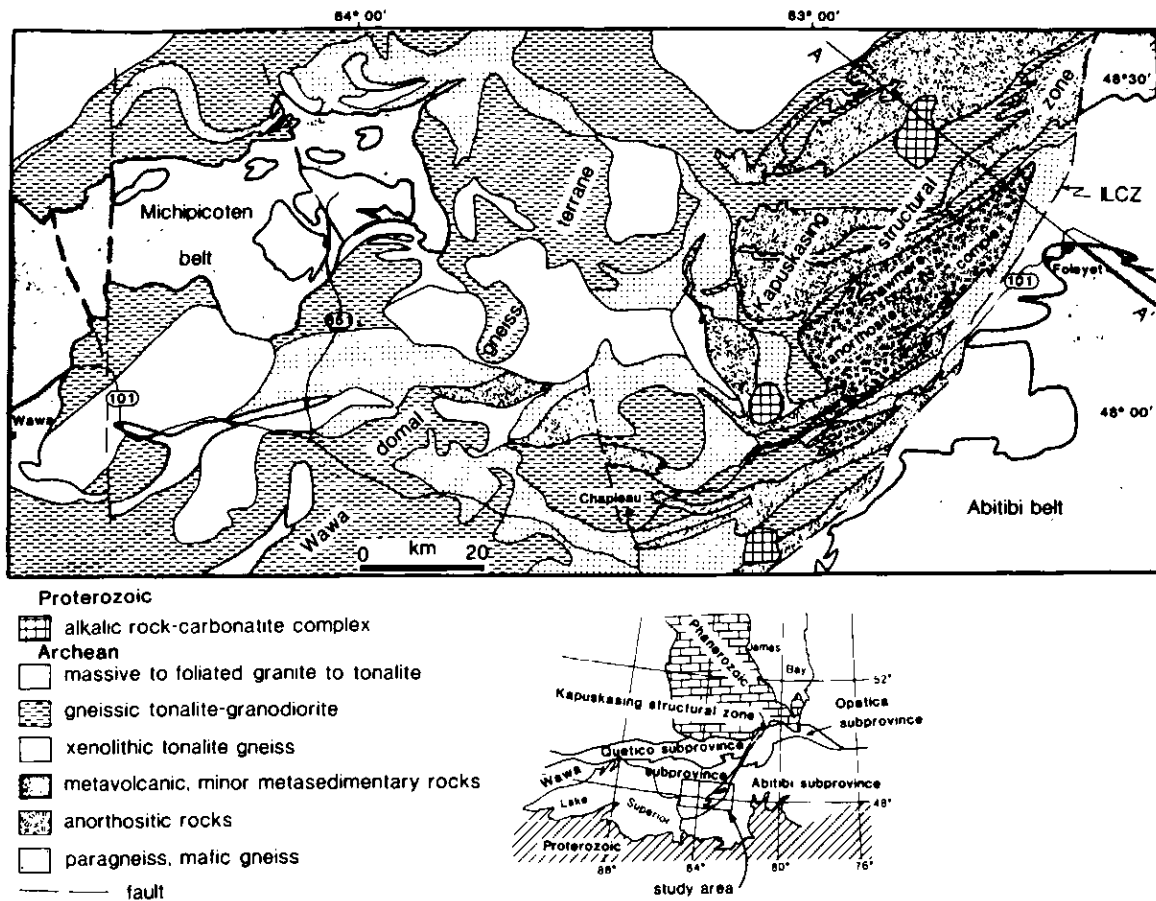 84° 00'
83° 00'
A
48° 30'
zone
ILCZ
Michipicoten
belt
terrane
Kapuskasing
structural
Shawmere
anorthosite
complex
Foleyet
101
A'
651
gneiss
101
Wawa
48° 00'
domal
Chapleau
Abitibi belt
Wawa
0 km 20
Proterozoic
alkalic rock-carbonatite complex
Archean
massive to foliated granite to tonalite
gneissic tonalite-granodiorite
xenolithic tonalite gneiss
metavolcanic, minor metasedimentary rocks
anorthositic rocks
paragneiss, mafic gneiss
fault
Phanerozoic
James
Bay
52°
Kapuskasing structural zone
Opatica
subprovince
Quetico subprovince
Wawa subprovince
Abitibi subprovince
Lake Superior
48°
Proterozoic
88° 84° 80° 76°
study area